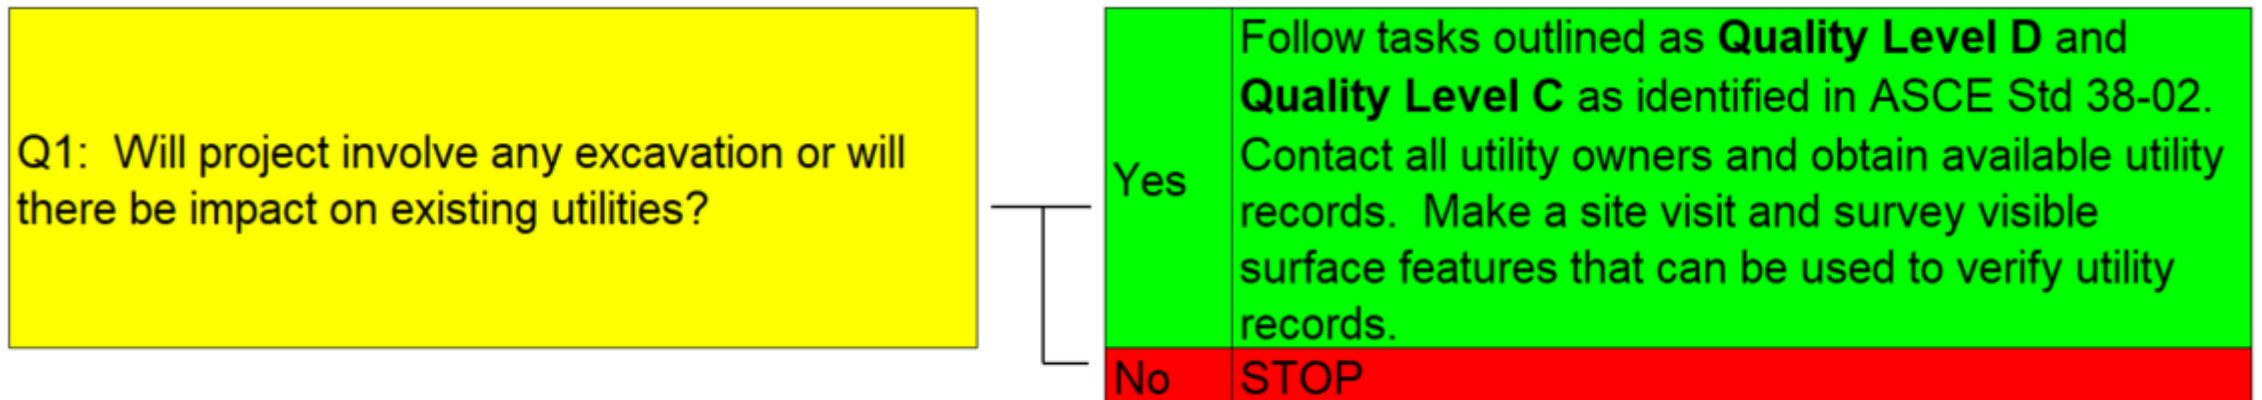 Q1:  Will project involve any excavation or will
there be impact on existing utilities?
Yes
Follow tasks outlined as Quality Level D and
Quality Level C as identified in ASCE Std 38-02.
Contact all utility owners and obtain available utility
records.  Make a site visit and survey visible
surface features that can be used to verify utility
records.
No
STOP